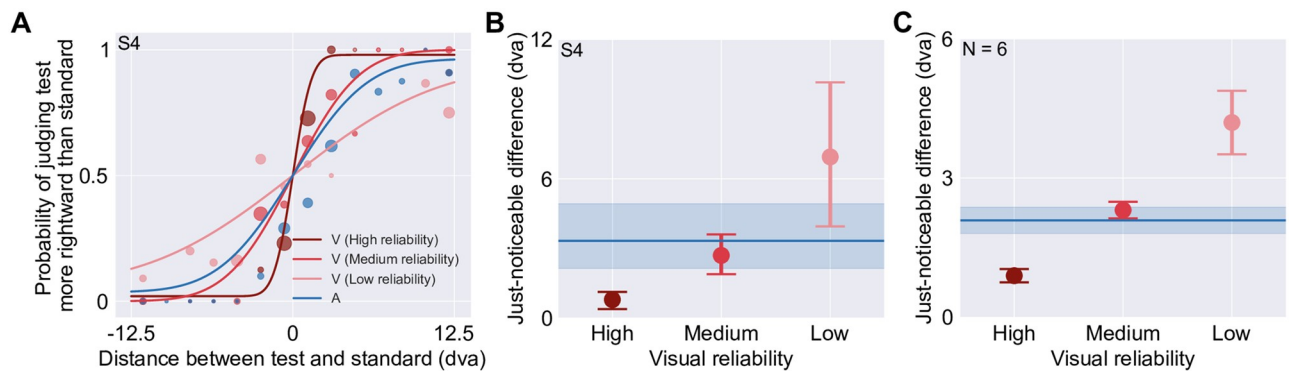 A
S4
Probability of judging test
more rightward than standard
1
0.5
0
V (High reliability)
V (Medium reliability)
V (Low reliability)
A
-12.5
0
12.5
Distance between test and standard (dva)
B
S4
Just-noticeable difference (dva)
12
6
0
High
Medium
Low
Visual reliability
C
N = 6
Just-noticeable difference (dva)
6
3
0
High
Medium
Low
Visual reliability